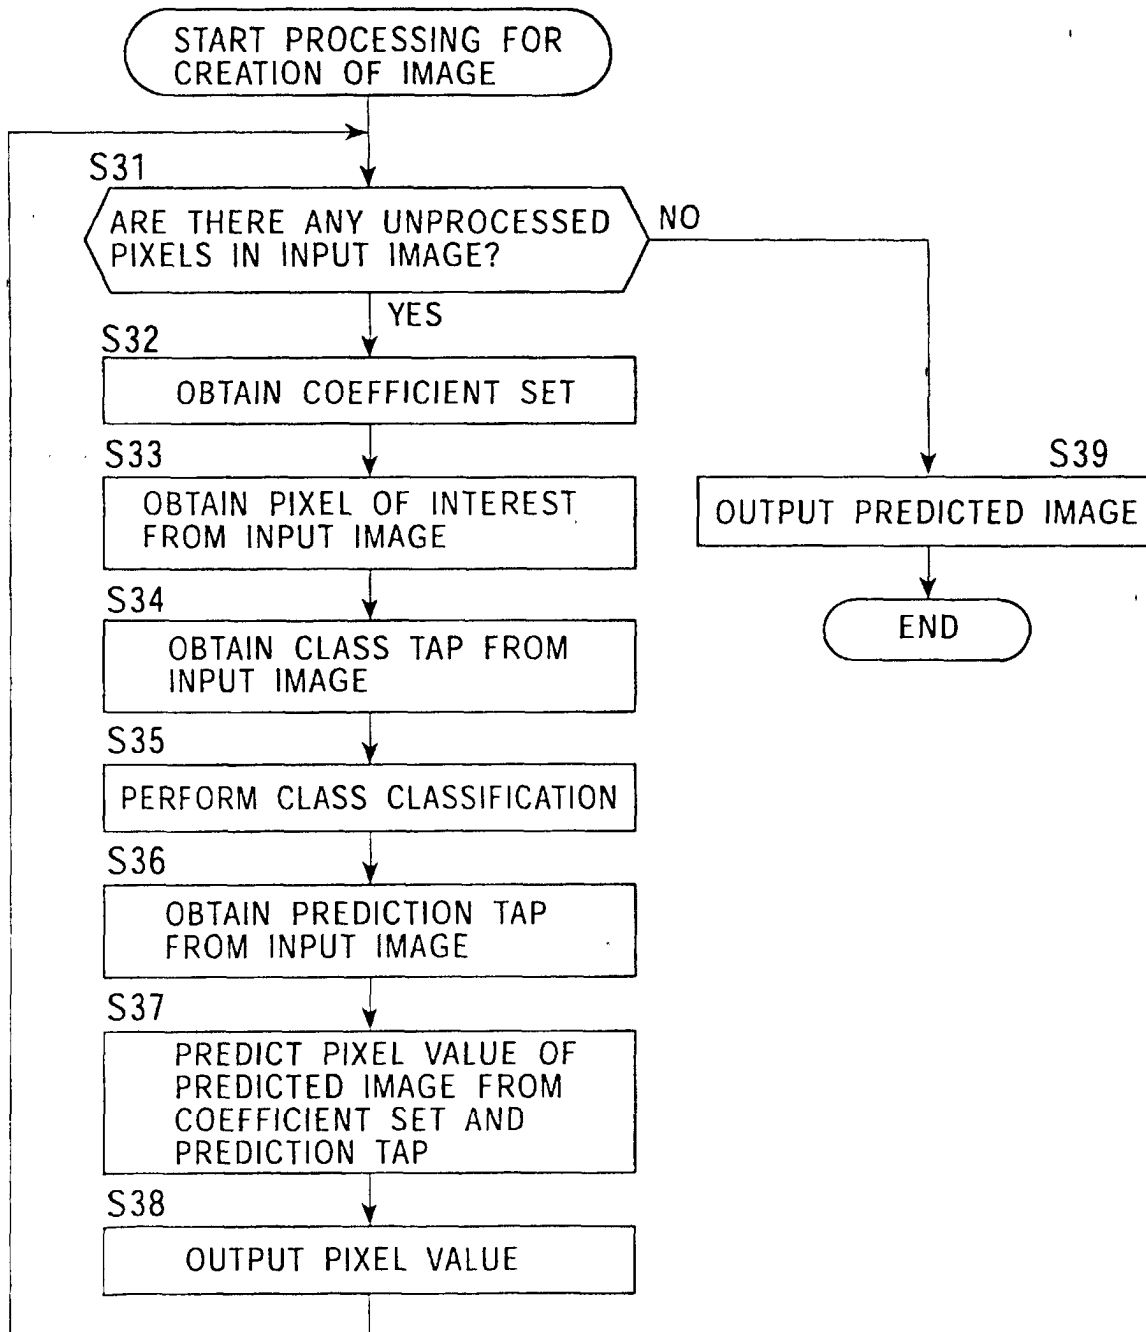 START PROCESSING FOR
CREATION OF IMAGE
S31
ARE THERE ANY UNPROCESSED
PIXELS IN INPUT IMAGE?
NO
YES
S32
OBTAIN COEFFICIENT SET
S33
OBTAIN PIXEL OF INTEREST
FROM INPUT IMAGE
S39
OUTPUT PREDICTED IMAGE
END
S34
OBTAIN CLASS TAP FROM
INPUT IMAGE
S35
PERFORM CLASS CLASSIFICATION
S36
OBTAIN PREDICTION TAP
FROM INPUT IMAGE
S37
PREDICT PIXEL VALUE OF
PREDICTED IMAGE FROM
COEFFICIENT SET AND
PREDICTION TAP
S38
OUTPUT PIXEL VALUE